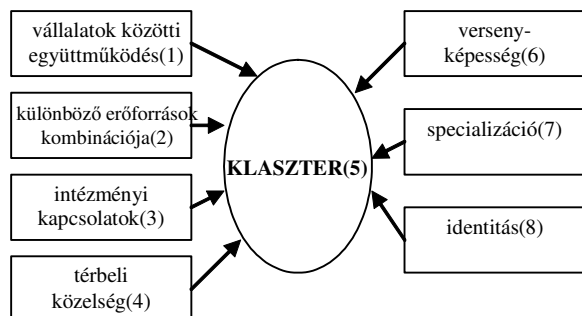 vállalatok közötti
együttműködés(1)
különböző erőforrások
kombinációja(2)
intézményi
kapcsolatok(3)
térbeli
közelség(4)
KLASZTER(5)
verseny-
képesség(6)
specializáció(7)
identitás(8)